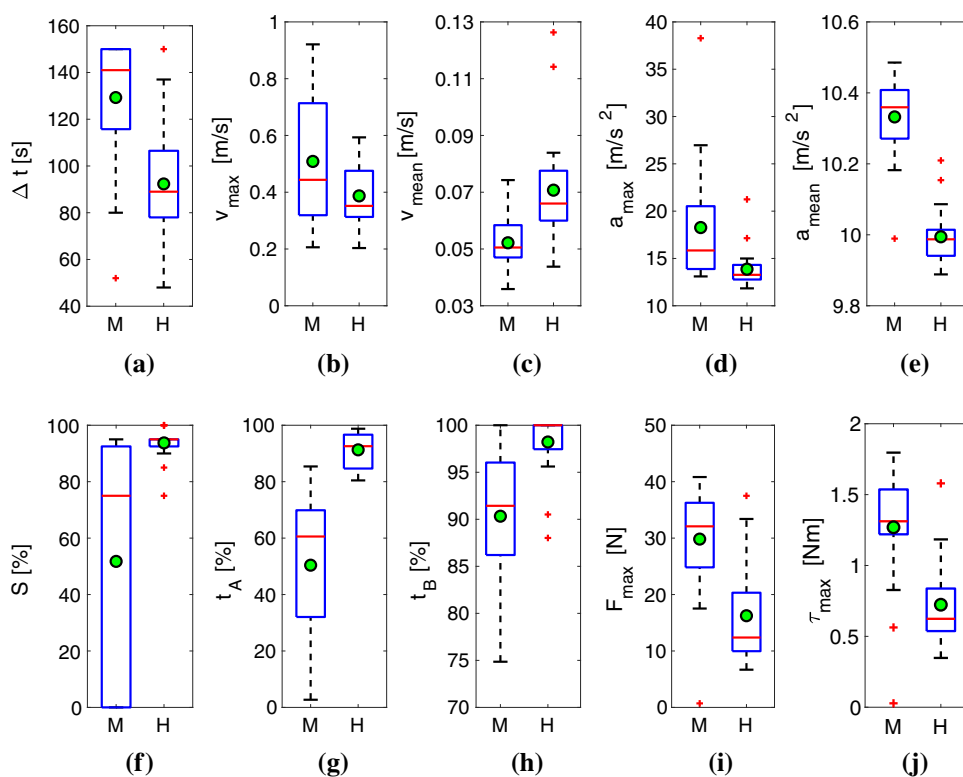 160
140
120
100
80
60
40
Δ t [s]
M H
(a)
1
0.8
0.6
0.4
0.2
0
v_max [m/s]
M H
(b)
0.13
0.11
0.09
0.07
0.05
0.03
v_mean [m/s]
M H
(c)
40
35
30
25
20
15
10
a_max [m/s ²]
M H
(d)
10.6
10.4
10.2
10
9.8
a_mean [m/s ²]
M H
(e)
100
80
60
40
20
0
S [%]
M H
(f)
100
80
60
40
20
0
t_A [%]
M H
(g)
100
95
90
85
80
75
70
t_B [%]
M H
(h)
50
40
30
20
10
0
F_max [N]
M H
(i)
2
1.5
1
0.5
0
τ_max [Nm]
M H
(j)